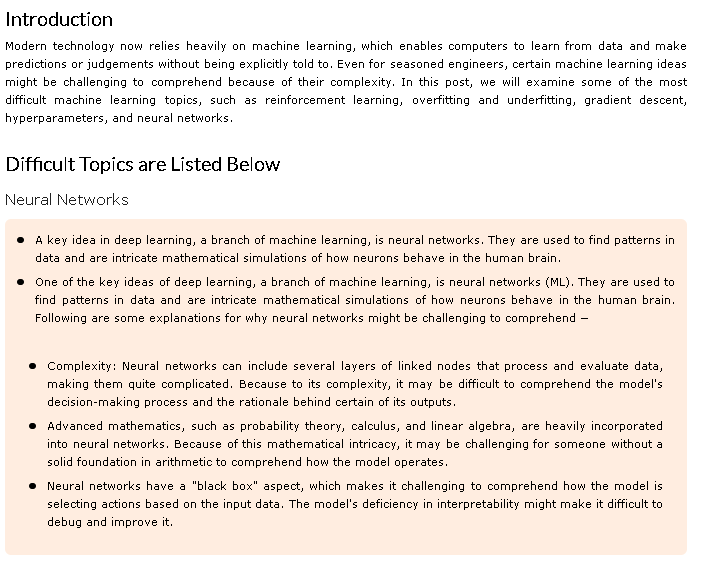 Introduction
Modern technology now relies heavily on machine learning, which enables computers to learn from data and make
predictions or judgements without being explicitly told to. Even for seasoned engineers, certain machine learning ideas
might be challenging to comprehend because of their complexity. In this post, we will examine some of the most
difficult machine learning topics, such as reinforcement learning, overfitting and underfitting, gradient descent,
hyperparameters, and neural networks.
Difficult Topics are Listed Below
Neural Networks
● A key idea in deep learning, a branch of machine learning, is neural networks. They are used to find patterns in
data and are intricate mathematical simulations of how neurons behave in the human brain.
● One of the key ideas of deep learning, a branch of machine learning, is neural networks (ML). They are used to
find patterns in data and are intricate mathematical simulations of how neurons behave in the human brain.
Following are some explanations for why neural networks might be challenging to comprehend −
● Complexity: Neural networks can include several layers of linked nodes that process and evaluate data,
making them quite complicated. Because to its complexity, it may be difficult to comprehend the model's
decision-making process and the rationale behind certain of its outputs.
● Advanced mathematics, such as probability theory, calculus, and linear algebra, are heavily incorporated
into neural networks. Because of this mathematical intricacy, it may be challenging for someone without a
solid foundation in arithmetic to comprehend how the model operates.
● Neural networks have a "black box" aspect, which makes it challenging to comprehend how the model is
selecting actions based on the input data. The model's deficiency in interpretability might make it difficult to
debug and improve it.